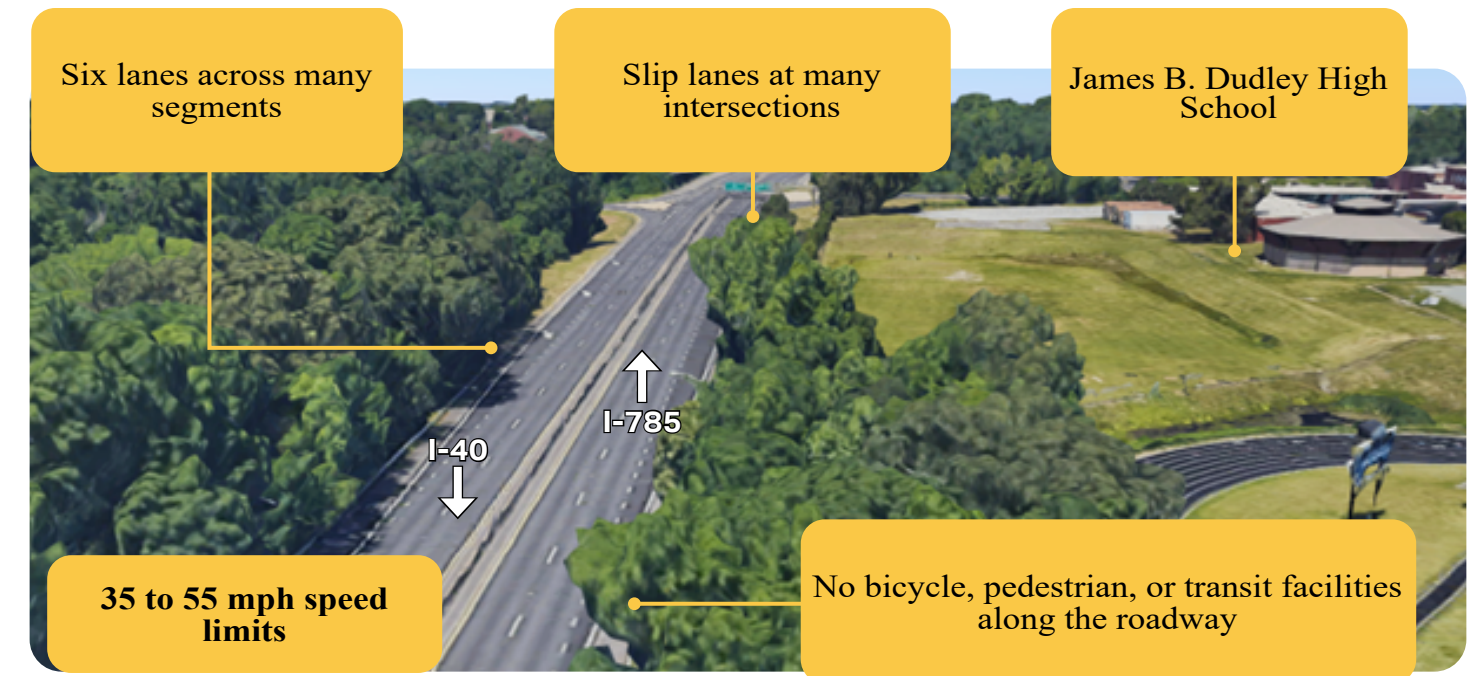 Six lanes across many
segments
Slip lanes at many
intersections
James B. Dudley High
School
I-785
I-40
35 to 55 mph speed
limits
No bicycle, pedestrian, or transit facilities
along the roadway